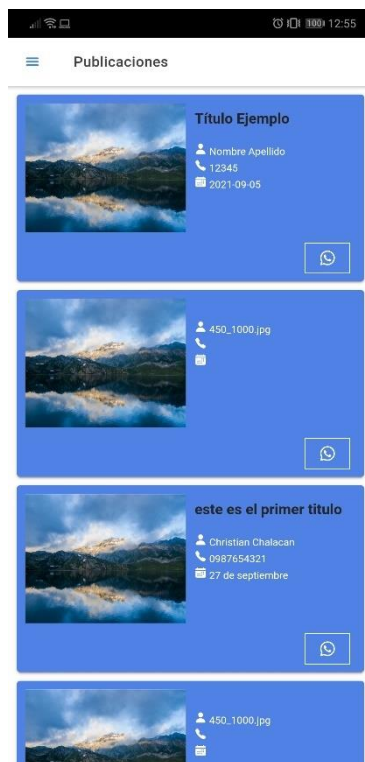 100 12:55
Publicaciones
Título Ejemplo
Nombre Apellido
12345
2021-09-05
450_1000.jpg
este es el primer titulo
Christian Chalacan
0987654321
27 de septiembre
450_1000.jpg